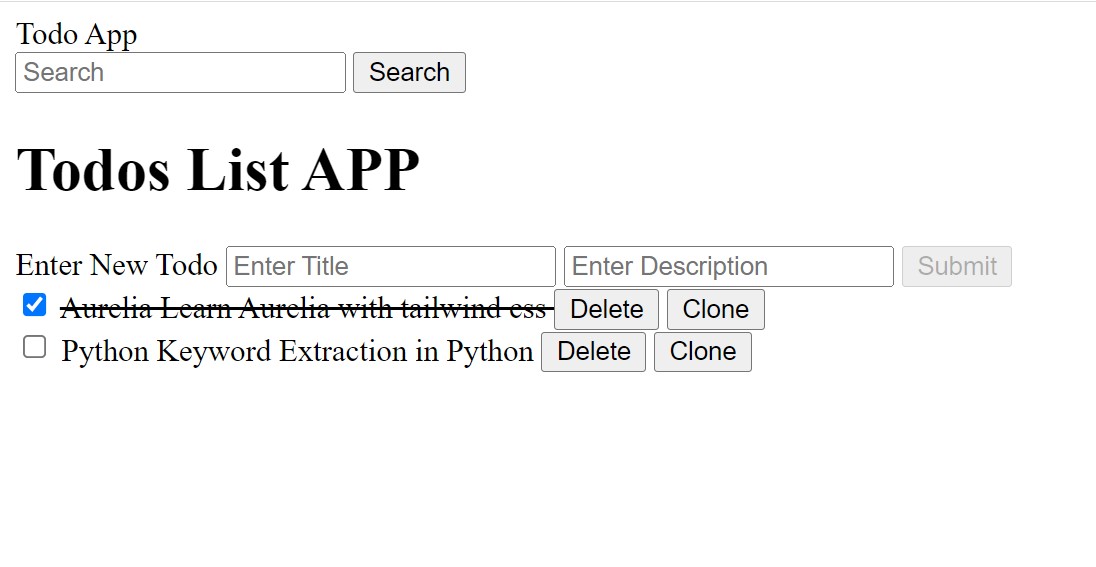 Todo App
Search Search
Todos List APP
Enter New Todo Enter Title Enter Description Submit
Aurelia Learn Aurelia with tailwind css Delete Clone
Python Keyword Extraction in Python Delete Clone